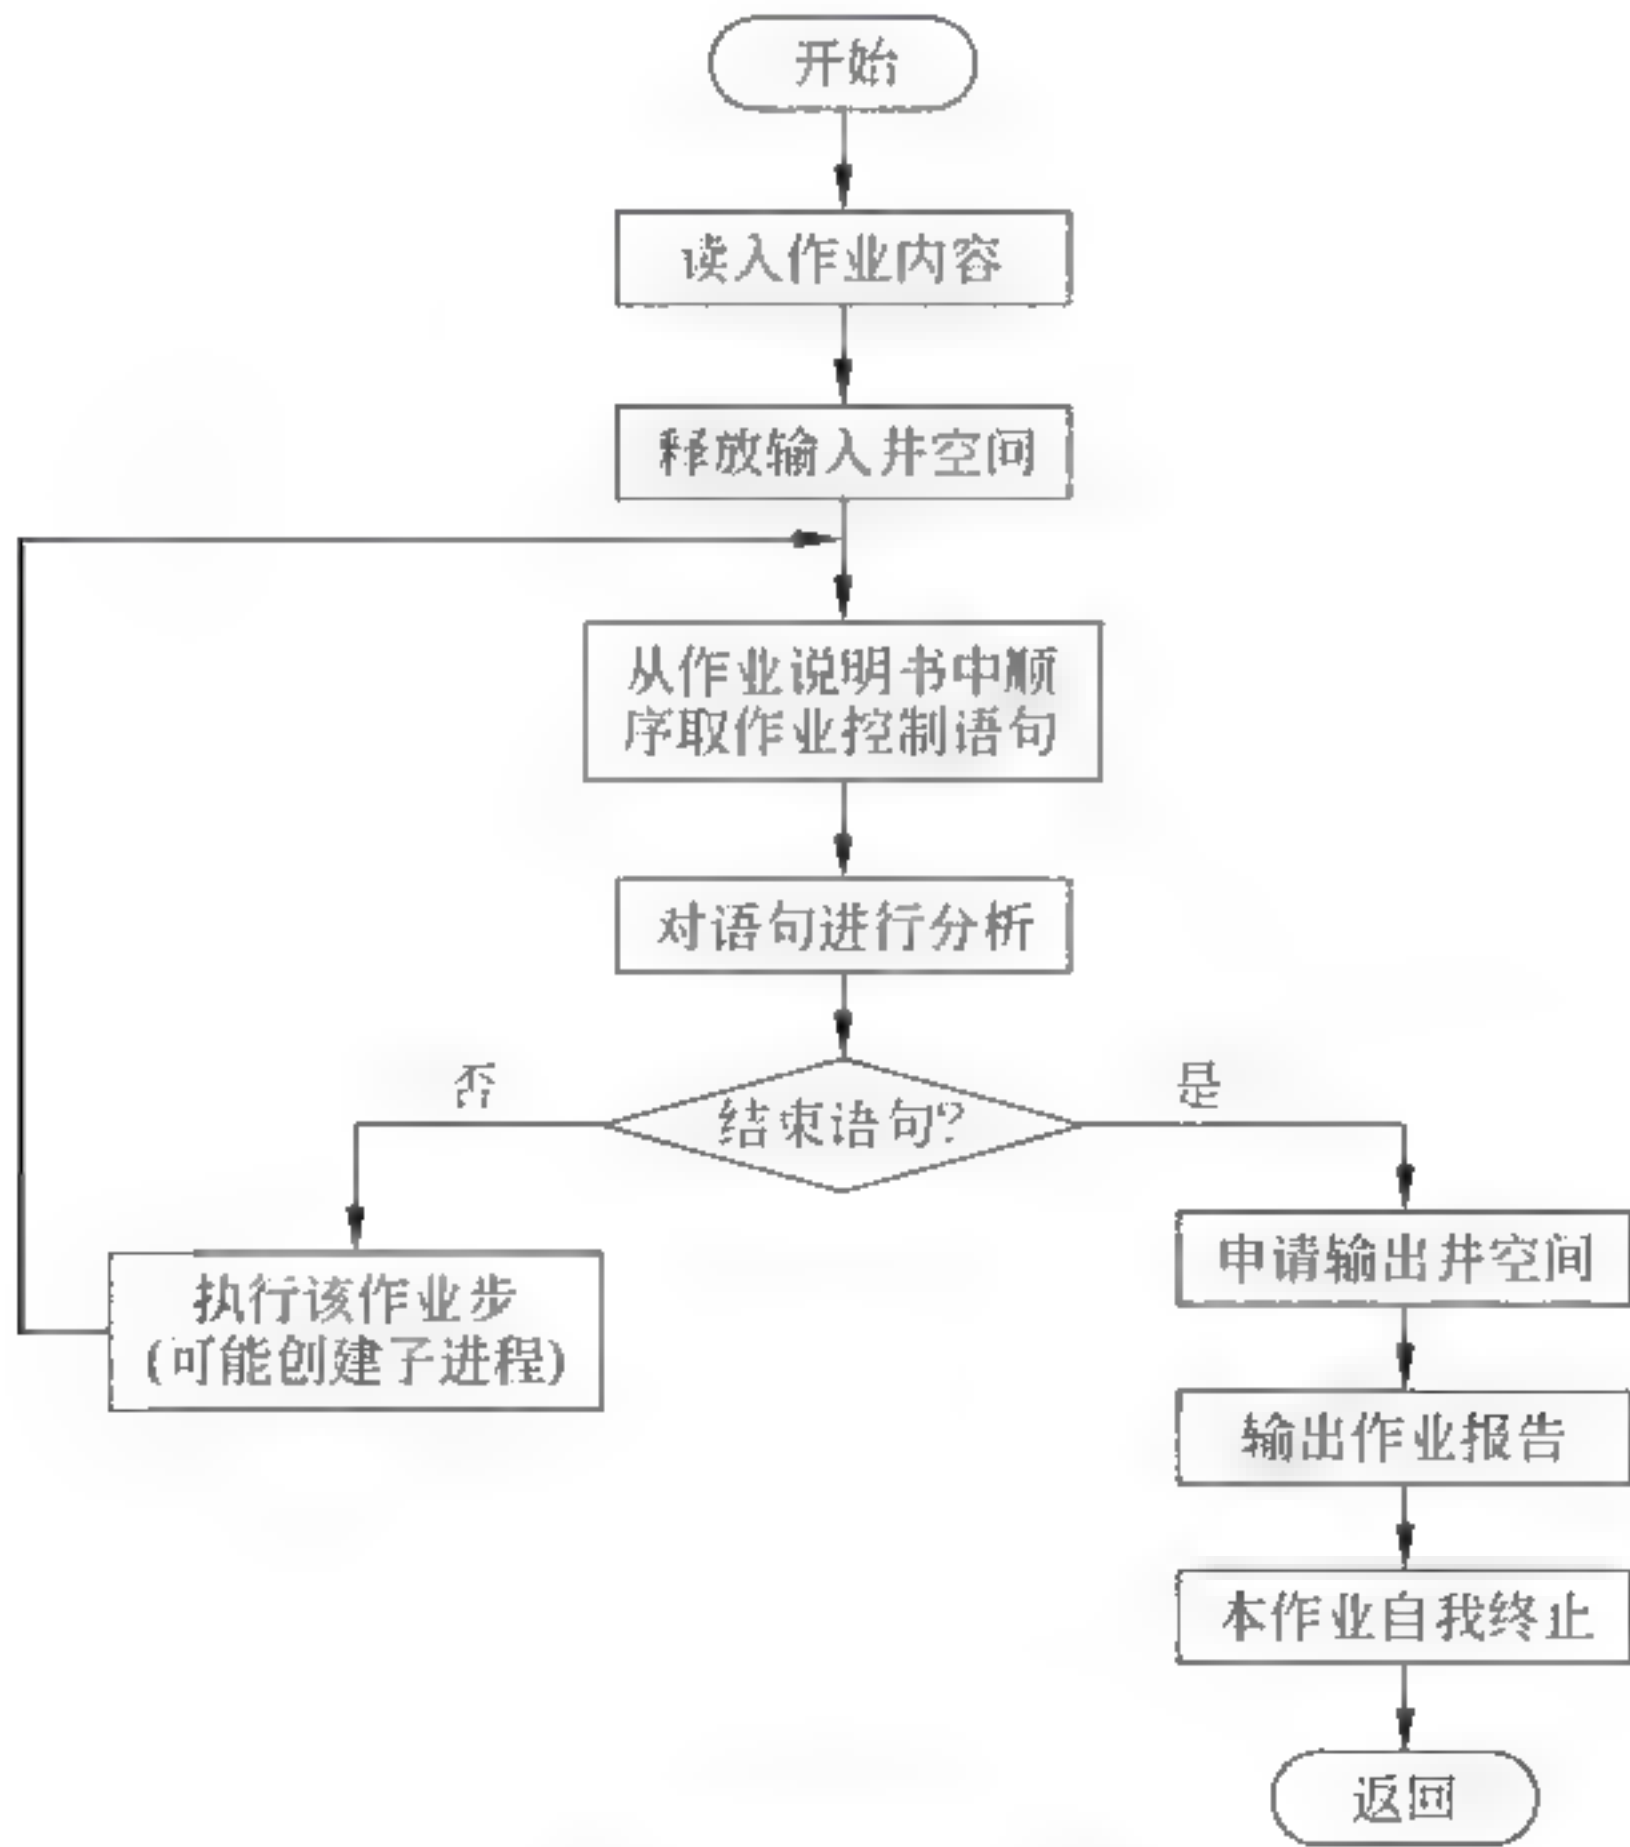 开始
读入作业内容
释放输入井空间
从作业说明书中顺
序取作业控制语句
对语句进行分析
否
是
结束语句?
执行该作业步
(可能创建子进程)
申请输出井空间
输出作业报告
本作业自我终止
返回